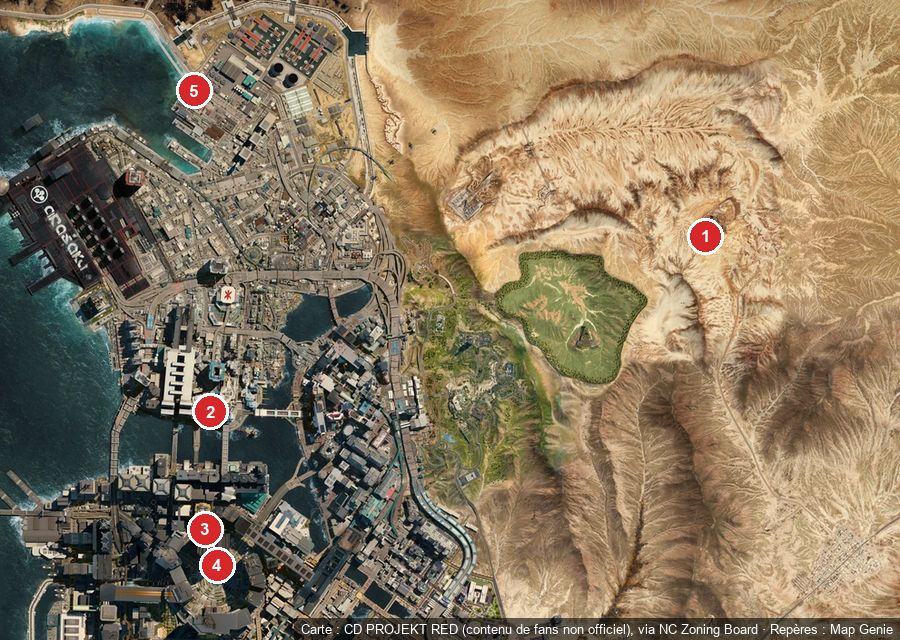 5
arasaka
1
2
3
4
Carte : CD PROJEKT RED (contenu de fans non officiel), via NC Zoning Board · Repères : Map Genie